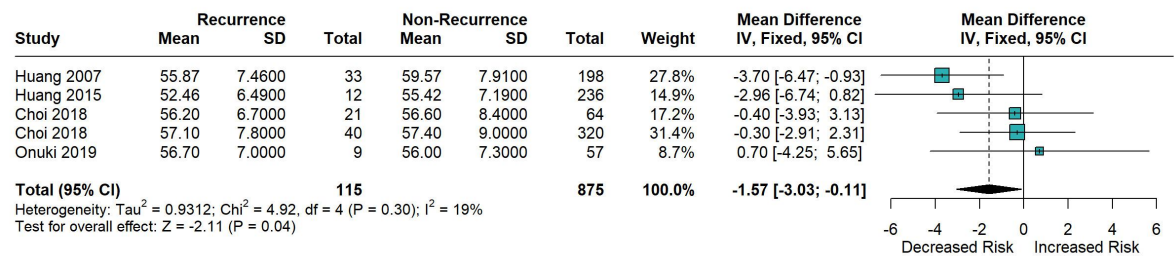 Recurrence Non-Recurrence Mean Difference Mean Difference
Study Mean SD Total Mean SD Total Weight IV, Fixed, 95% CI IV, Fixed, 95% CI
Huang 2007 55.87 7.4600 33 59.57 7.9100 198 27.8% -3.70 [-6.47; -0.93]
Huang 2015 52.46 6.4900 12 55.42 7.1900 236 14.9% -2.96 [-6.74; 0.82]
Choi 2018 56.20 6.7000 21 56.60 8.4000 64 17.2% -0.40 [-3.93; 3.13]
Choi 2018 57.10 7.8000 40 57.40 9.0000 320 31.4% -0.30 [-2.91; 2.31]
Onuki 2019 56.70 7.0000 9 56.00 7.3000 57 8.7% 0.70 [-4.25; 5.65]
Total (95% CI) 115 875 100.0% -1.57 [-3.03; -0.11]
Heterogeneity: Tau² = 0.9312; Chi² = 4.92, df = 4 (P = 0.30); I² = 19%
Test for overall effect: Z = -2.11 (P = 0.04)
-6 -4 -2 0 2 4 6
Decreased Risk Increased Risk